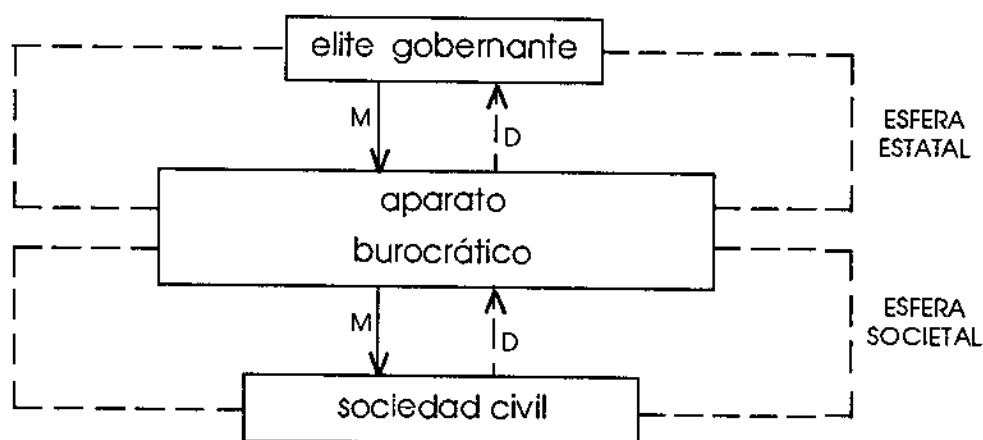 elite gobernante
M
D
ESFERA
ESTATAL
aparato
burocrático
M
D
ESFERA
SOCIETAL
sociedad civil